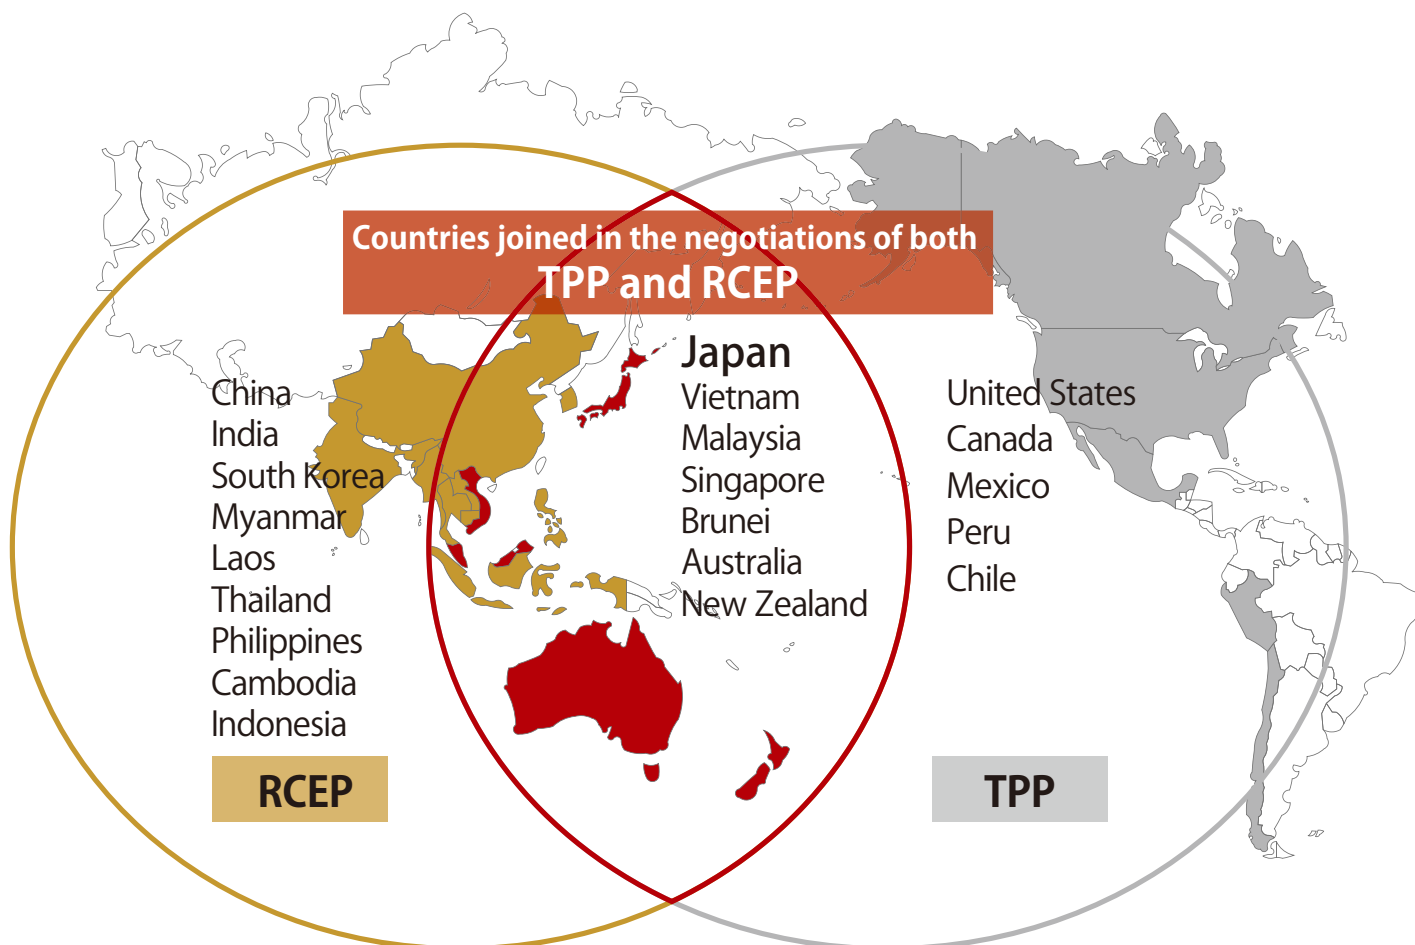 Countries joined in the negotiations of both
TPP and RCEP
China
India
South Korea
Myanmar
Laos
Thailand
Philippines
Cambodia
Indonesia
RCEP
Japan
Vietnam
Malaysia
Singapore
Brunei
Australia
New Zealand
United States
Canada
Mexico
Peru
Chile
TPP